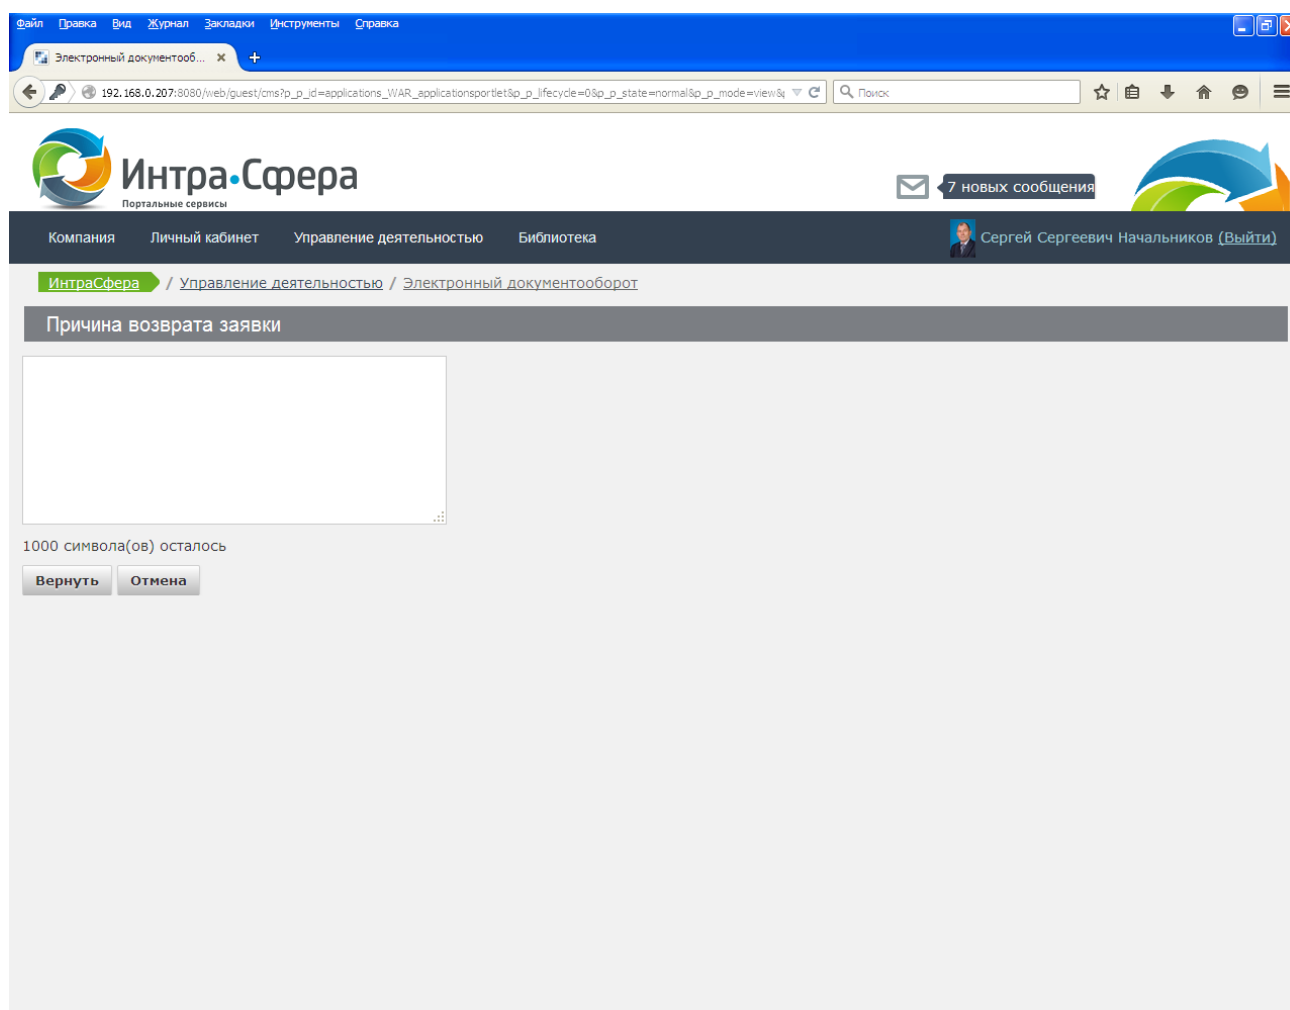 Файл Правка Вид Журнал Закладки Инструменты Справка
Электронный документооб...
192.168.0.207:8080/web/guest/cms?p_p_id=applications_WAR_applicationsportlet&p_p_lifecycle=0&p_p_state=normal&p_p_mode=view&
Поиск
Интра•Сфера
Портальные сервисы
7 новых сообщения
Компания Личный кабинет Управление деятельностью Библиотека
Сергей Сергеевич Начальников (Выйти)
ИнтраСфера / Управление деятельностью / Электронный документооборот
Причина возврата заявки
1000 символа(ов) осталось
Вернуть Отмена